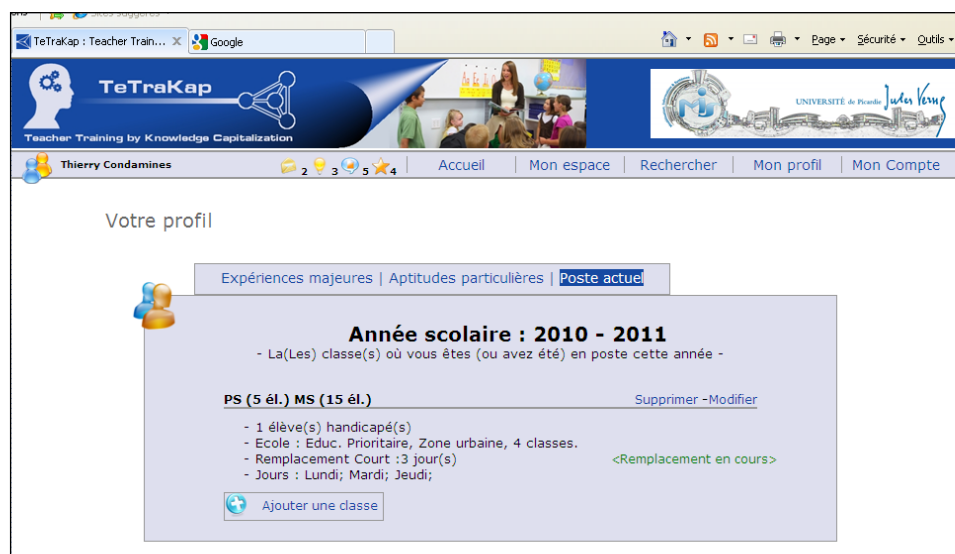 TeTraKap : Teacher Train... X Google
Page Sécurité Outils
TeTraKap
Teacher Training by Knowledge Capitalization
MIS
UNIVERSITÉ de Picardie Jules Verne
Thierry Condamines 2 3 5 4 Accueil | Mon espace | Rechercher | Mon profil | Mon Compte
Votre profil
Expériences majeures | Aptitudes particulières | Poste actuel
Année scolaire : 2010 - 2011
- La(Les) classe(s) où vous êtes (ou avez été) en poste cette année -
PS (5 él.) MS (15 él.) Supprimer -Modifier
- 1 élève(s) handicapé(s)
- Ecole : Educ. Prioritaire, Zone urbaine, 4 classes.
- Remplacement Court :3 jour(s) <Remplacement en cours>
- Jours : Lundi; Mardi; Jeudi;
Ajouter une classe